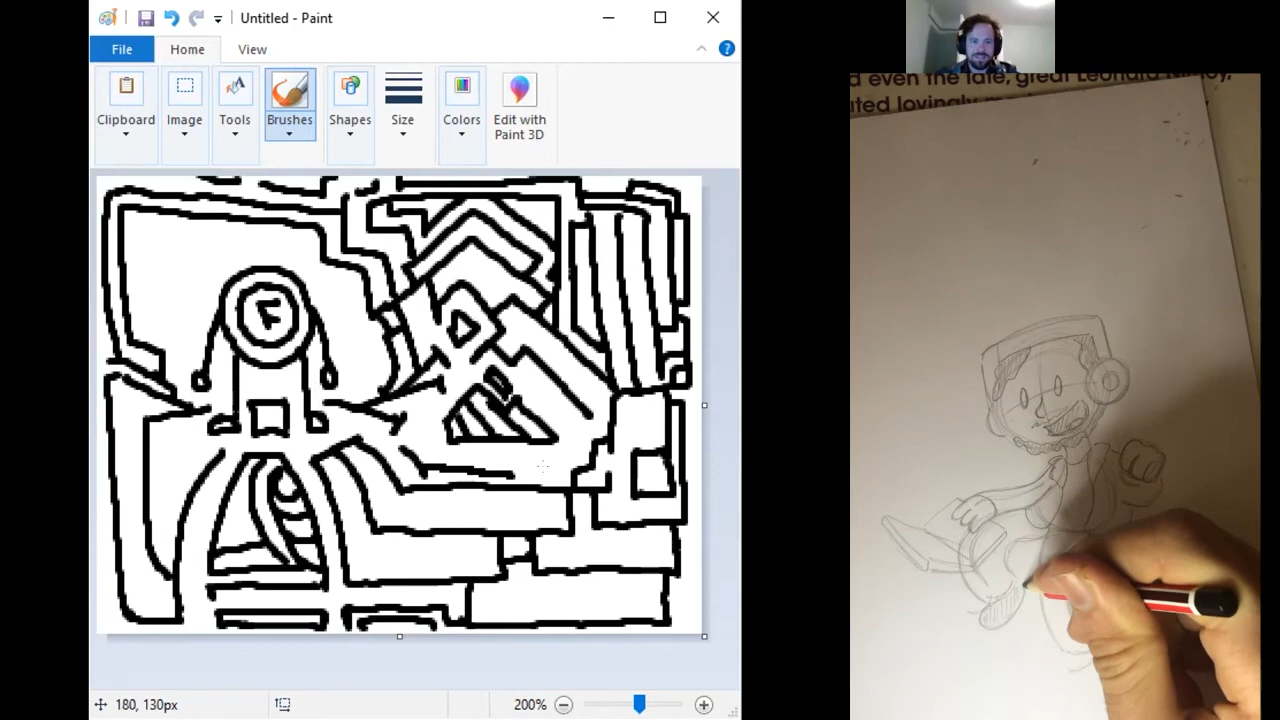 Untitled - Paint
File Home View
Clipboard Image Tools Brushes Shapes Size Colors Edit with
Paint 3D
180, 130px
200%
d even the late, great Leonard
uted lovingly